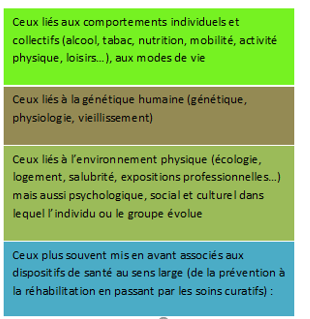 Ceux liés aux comportements individuels et
collectifs (alcool, tabac, nutrition, mobilité, activité
physique, loisirs…), aux modes de vie
Ceux liés à la génétique humaine (génétique,
physiologie, vieillissement)
Ceux liés à l'environnement physique (écologie,
logement, salubrité, expositions professionnelles…)
mais aussi psychologique, social et culturel dans
lequel l'individu ou le groupe évolue
Ceux plus souvent mis en avant associés aux
dispositifs de santé au sens large (de la prévention à
la réhabilitation en passant par les soins curatifs) :